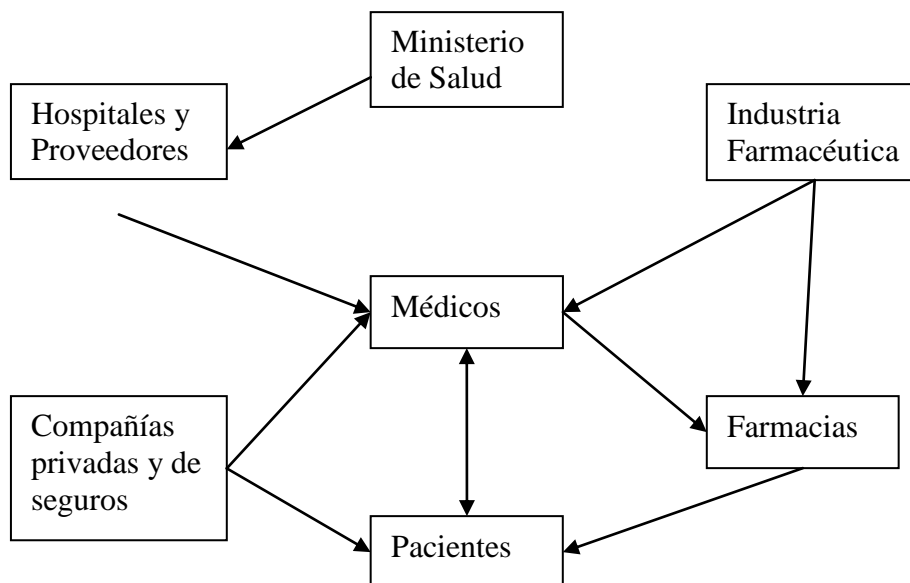 Ministerio
de Salud
Hospitales y
Proveedores
Industria
Farmacéutica
Médicos
Compañías
privadas y de
seguros
Farmacias
Pacientes